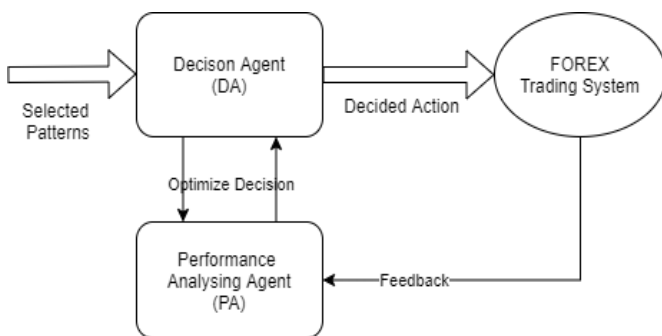 Decison Agent
(DA)
FOREX
Trading System
Selected
Patterns
Decided Action
Optimize Decision
Performance
Analysing Agent
(PA)
Feedback